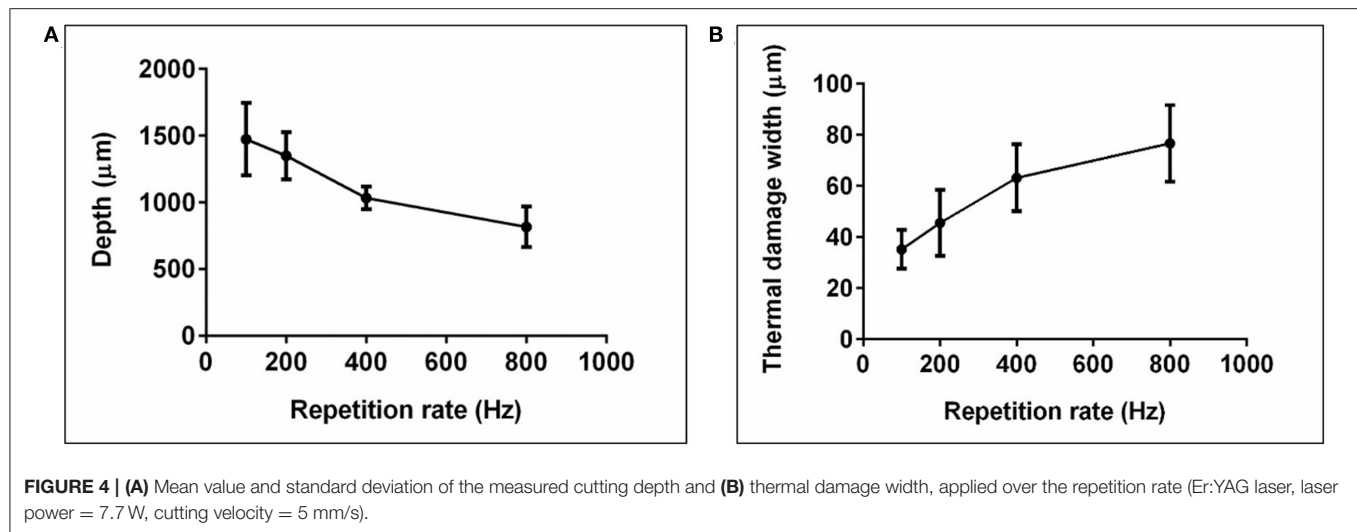 A
Depth (μm)
2000
1500
1000
500
0
0 200 400 600 800 1000
Repetition rate (Hz)
B
Thermal damage width (μm)
100
80
60
40
20
0
0 200 400 600 800 1000
Repetition rate (Hz)
FIGURE 4 | (A) Mean value and standard deviation of the measured cutting depth and (B) thermal damage width, applied over the repetition rate (Er:YAG laser, laser
power = 7.7 W, cutting velocity = 5 mm/s).